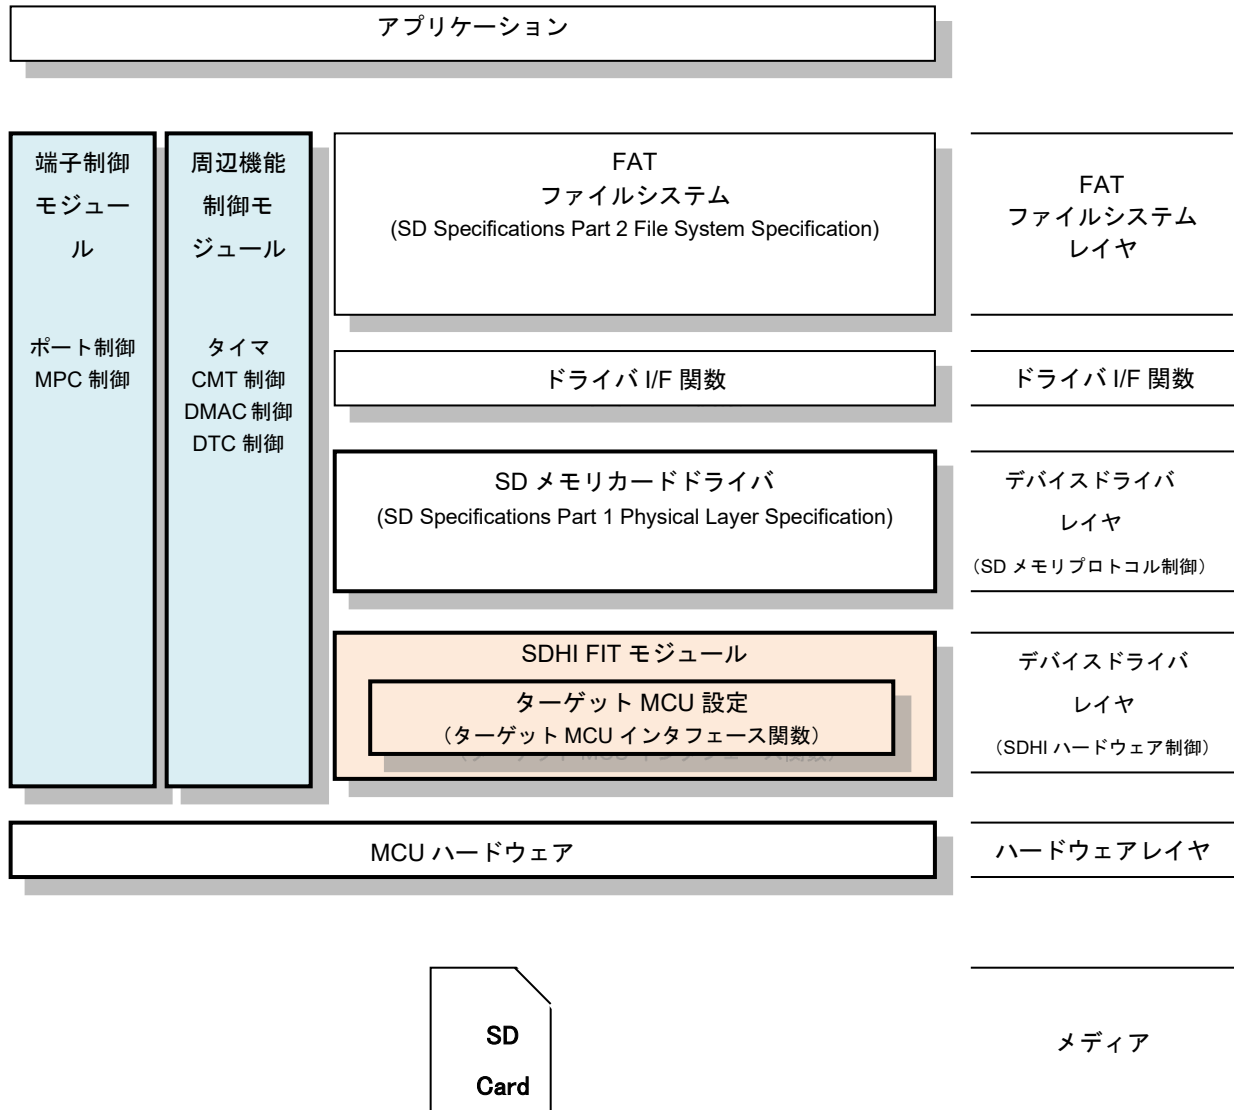 アプリケーション
端子制御
モジュー
ル
ポート制御
MPC 制御
周辺機能
制御モ
ジュール
タイマ
CMT 制御
DMAC 制御
DTC 制御
FAT
ファイルシステム
(SD Specifications Part 2 File System Specification)
FAT
ファイルシステム
レイヤ
ドライバ I/F 関数
ドライバ I/F 関数
SD メモリカードドライバ
(SD Specifications Part 1 Physical Layer Specification)
デバイスドライバ
レイヤ
（SD メモリプロトコル制御）
SDHI FIT モジュール
ターゲット MCU 設定
（ターゲット MCU インタフェース関数）
デバイスドライバ
レイヤ
（SDHI ハードウェア制御）
MCU ハードウェア
ハードウェアレイヤ
SD
Card
メディア